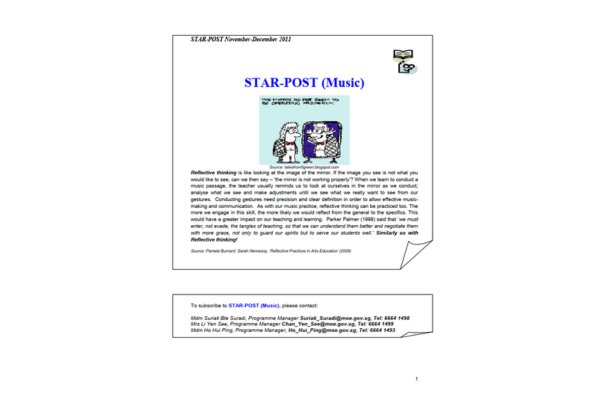 STAR-POST November-December 2011
STAR-POST (Music)
THE MIRROR DOES NOT SEEM TO
BE OPERATING PROPERLY.
Source: talesfrom5green.blogspot.com
Reflective thinking is like looking at the image of the mirror. If the image you see is not what you
would like to see, can we then say – 'the mirror is not working properly'? When we learn to conduct a
music passage, the teacher usually reminds us to look at ourselves in the mirror as we conduct,
analyse what we see and make adjustments until we see what we really want to see from our
gestures. Conducting gestures need precision and clear definition in order to allow effective music-
making and communication. As with our music practice, reflective thinking can be practiced too. The
more we engage in this skill, the more likely we would reflect from the general to the specifics. This
would have a greater impact on our teaching and learning. Parker Palmer (1998) said that 'we must
enter, not evade, the tangles of teaching, so that we can understand them better and negotiate them
with more grace, not only to guard our spirits but to serve our students well.' Similarly so with
Reflective thinking!
Source: Pamela Burnard, Sarah Hennessy, 'Reflective Practices in Arts Education' (2009)
To subscribe to STAR-POST (Music), please contact:
Mdm Suriati Bte Suradi, Programme Manager Suriati_Suradi@moe.gov.sg, Tel: 6664 1498
Mrs Li Yen See, Programme Manager Chan_Yen_See@moe.gov.sg, Tel: 6664 1499
Mdm Ho Hui Ping, Programme Manager, Ho_Hui_Ping@moe.gov.sg, Tel: 6664 1493
1